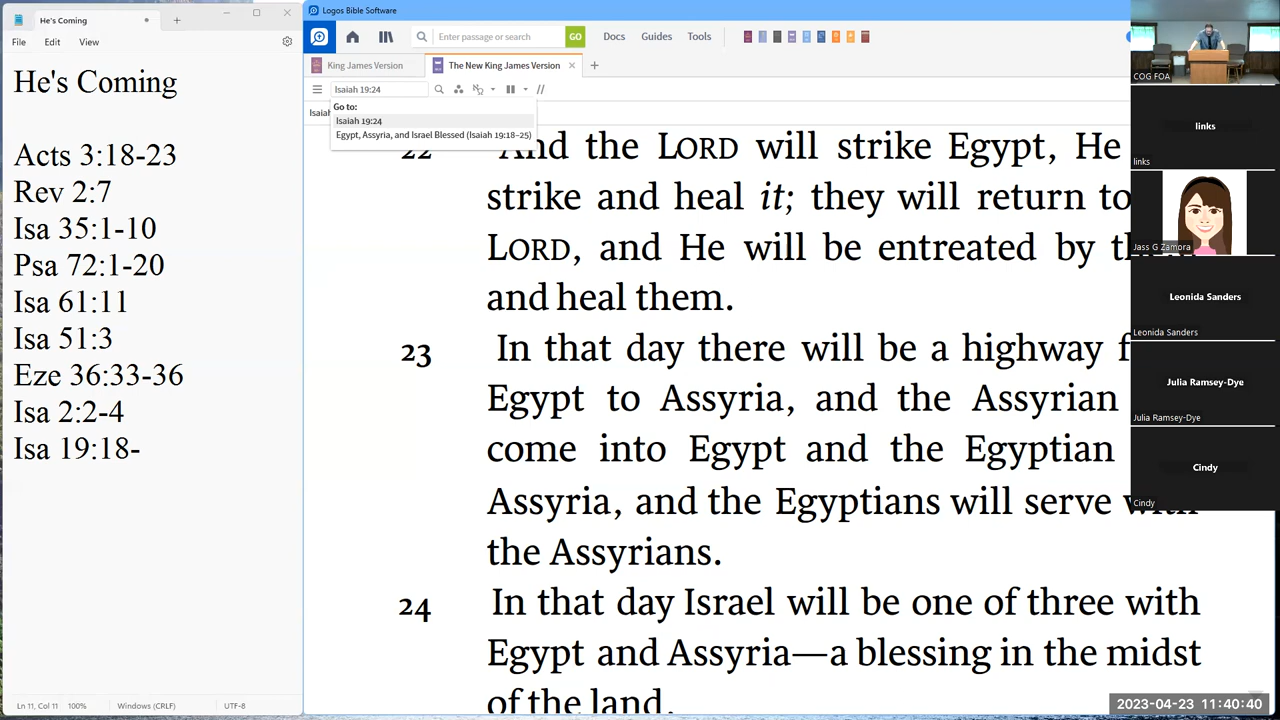 He's Coming
File Edit View
He's Coming
Acts 3:18-23
Rev 2:7
Isa 35:1-10
Psa 72:1-20
Isa 61:11
Isa 51:3
Eze 36:33-36
Isa 2:2-4
Isa 19:18-
Ln 11, Col 11 100% Windows (CRLF) UTF-8
Logos Bible Software
Enter passage or search GO Docs Guides Tools
King James Version The New King James Version
Isaiah 19:24
Isaiah
Go to:
Isaiah 19:24
Egypt, Assyria, and Israel Blessed (Isaiah 19:18–25)
22 And the LORD will strike Egypt, He
strike and heal it; they will return to
LORD, and He will be entreated by
and heal them.
23 In that day there will be a highway
Egypt to Assyria, and the Assyrian
come into Egypt and the Egyptian
Assyria, and the Egyptians will serve with
the Assyrians.
24 In that day Israel will be one of three with
Egypt and Assyria—a blessing in the midst
of the land,
COG FOA
links
links
Jass G Zamora
Leonida Sanders
Leonida Sanders
Julia Ramsey-Dye
Julia Ramsey-Dye
Cindy
Cindy
2023-04-23 11:40:40